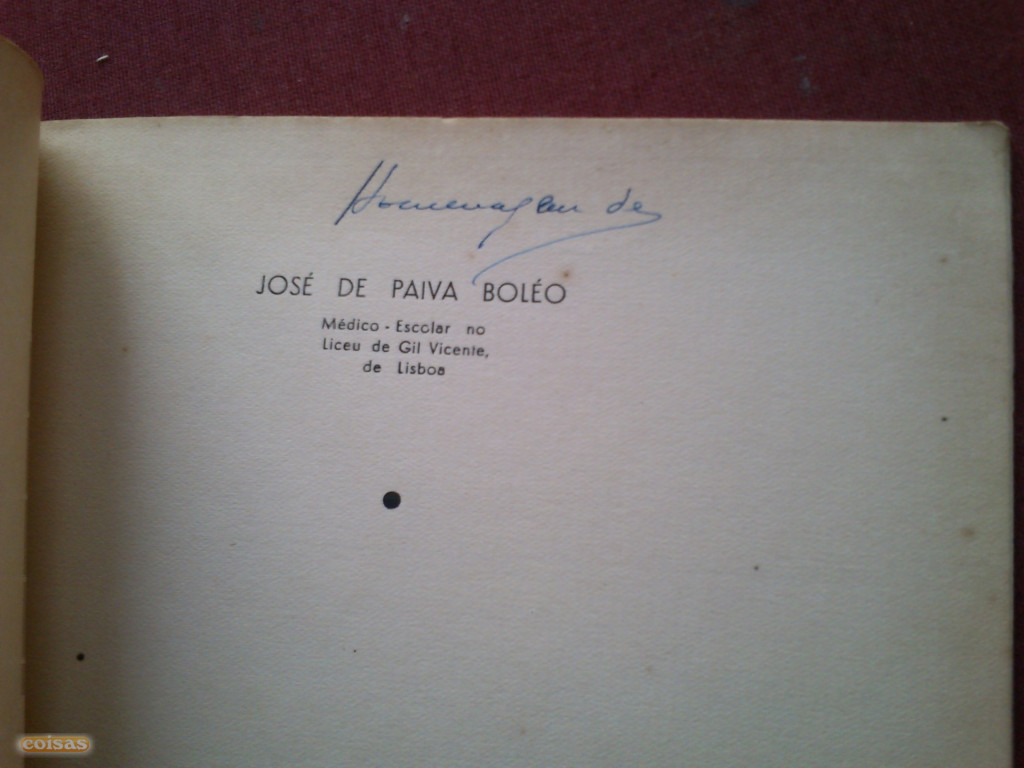 Homenagem de
JOSÉ DE PAIVA BOLÉO
Médico - Escolar no
Liceu de Gil Vicente,
de Lisboa
coisas